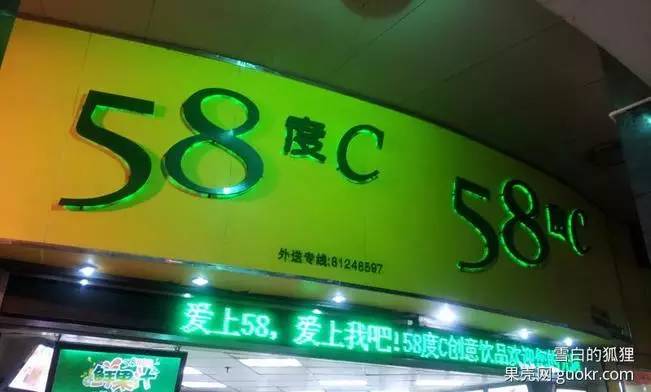 58度C
58度C
外送专线:81248597
爱上58，爱上我吧!58度C创意饮品欢迎
鲜果
雪白的狐狸
果壳网 guokr.com